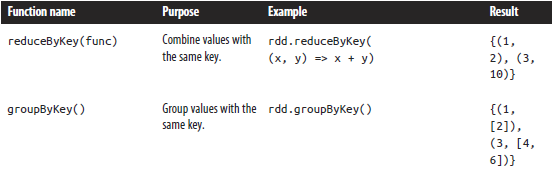 Function name Purpose Example Result
reduceByKey(func) Combine values with rdd.reduceByKey( {(1,
the same key. (x, y) => x + y) 2), (3,
10)}
groupByKey() Group values with the rdd.groupByKey() {(1,
same key. [2]),
(3, [4,
6])}